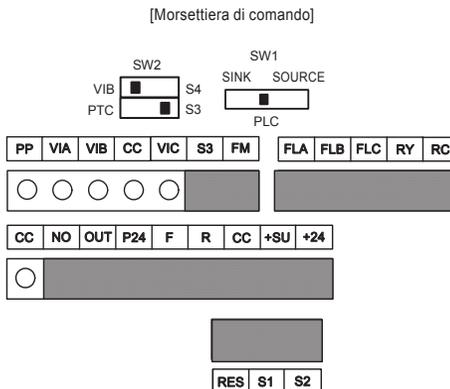 [Morsettiera di comando]
SW2
SW1
VIB S4
SINK SOURCE
PTC S3
PLC
PP VIA VIB CC VIC S3 FM FLA FLB FLC RY RC
CC NO OUT P24 F R CC +SU +24
RES S1 S2